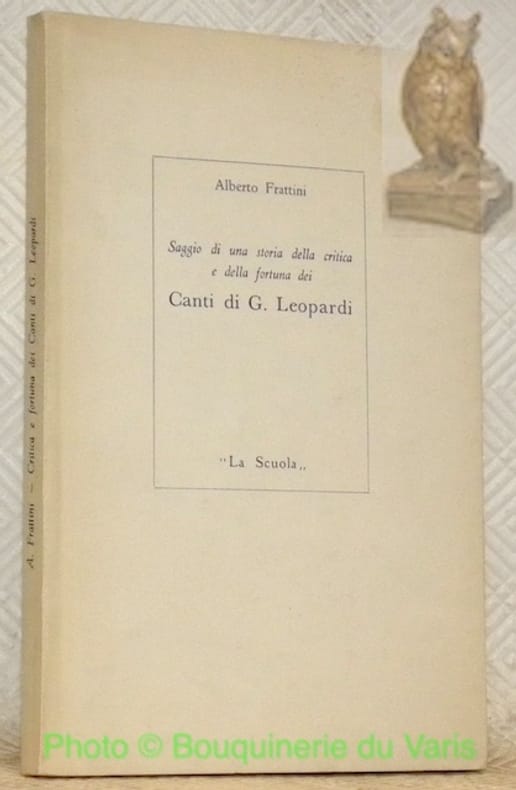 Alberto Frattini
Saggio di una storia della critica
e della fortuna dei
Canti di G. Leopardi
"La Scuola„
A. Frattini — Critica e fortuna dei Canti di G. Leopardi
Photo © Bouquinerie du Varis